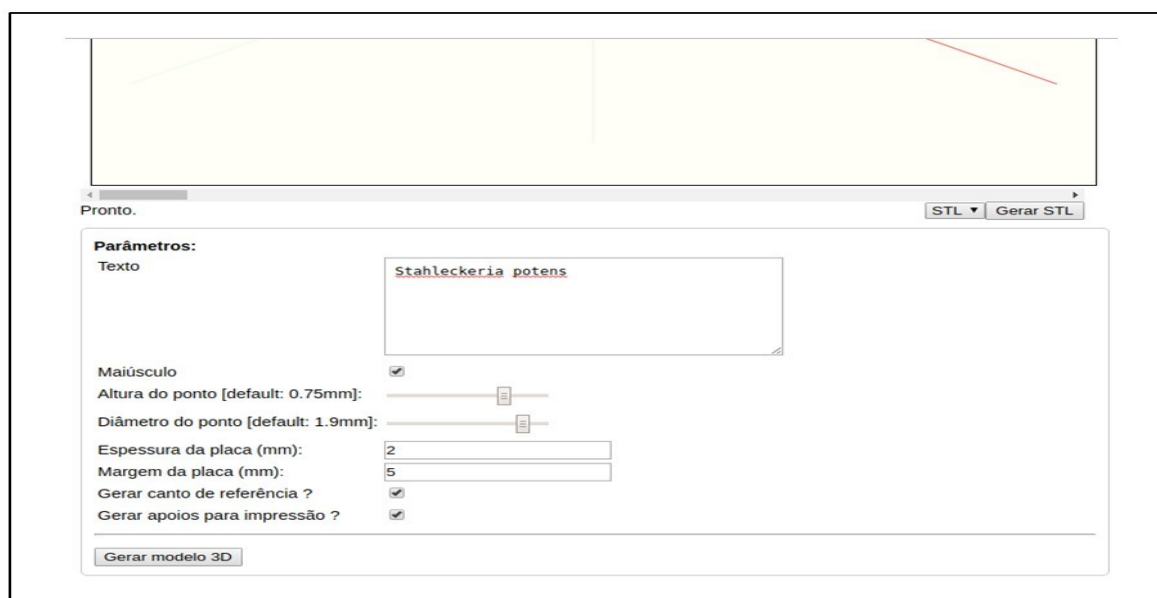 Pronto. STL ▼ Gerar STL
Parâmetros:
Texto Stahleckeria potens
Maiúsculo
Altura do ponto [default: 0.75mm]:
Diâmetro do ponto [default: 1.9mm]:
Espessura da placa (mm): 2
Margem da placa (mm): 5
Gerar canto de referência ?
Gerar apoios para impressão ?
Gerar modelo 3D